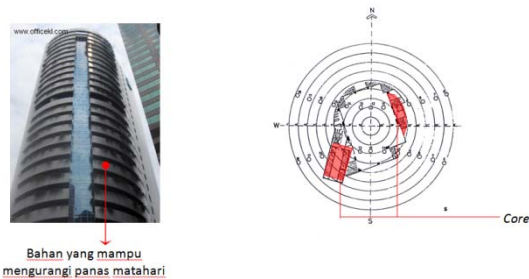 www.officekl.com
N
W
S
s
Core
Bahan yang mampu
mengurangi panas matahari